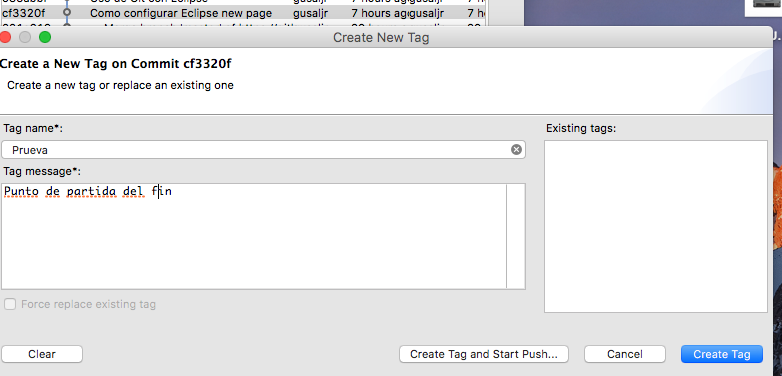 cf3320f Como configurar Eclipse new page gusaljr 7 hours ago gusaljr 7 h
Create New Tag
Create a New Tag on Commit cf3320f
Create a new tag or replace an existing one
Tag name*: Existing tags:
Prueva
Tag message*:
Punto de partida del fin
Force replace existing tag
Clear Create Tag and Start Push... Cancel Create Tag